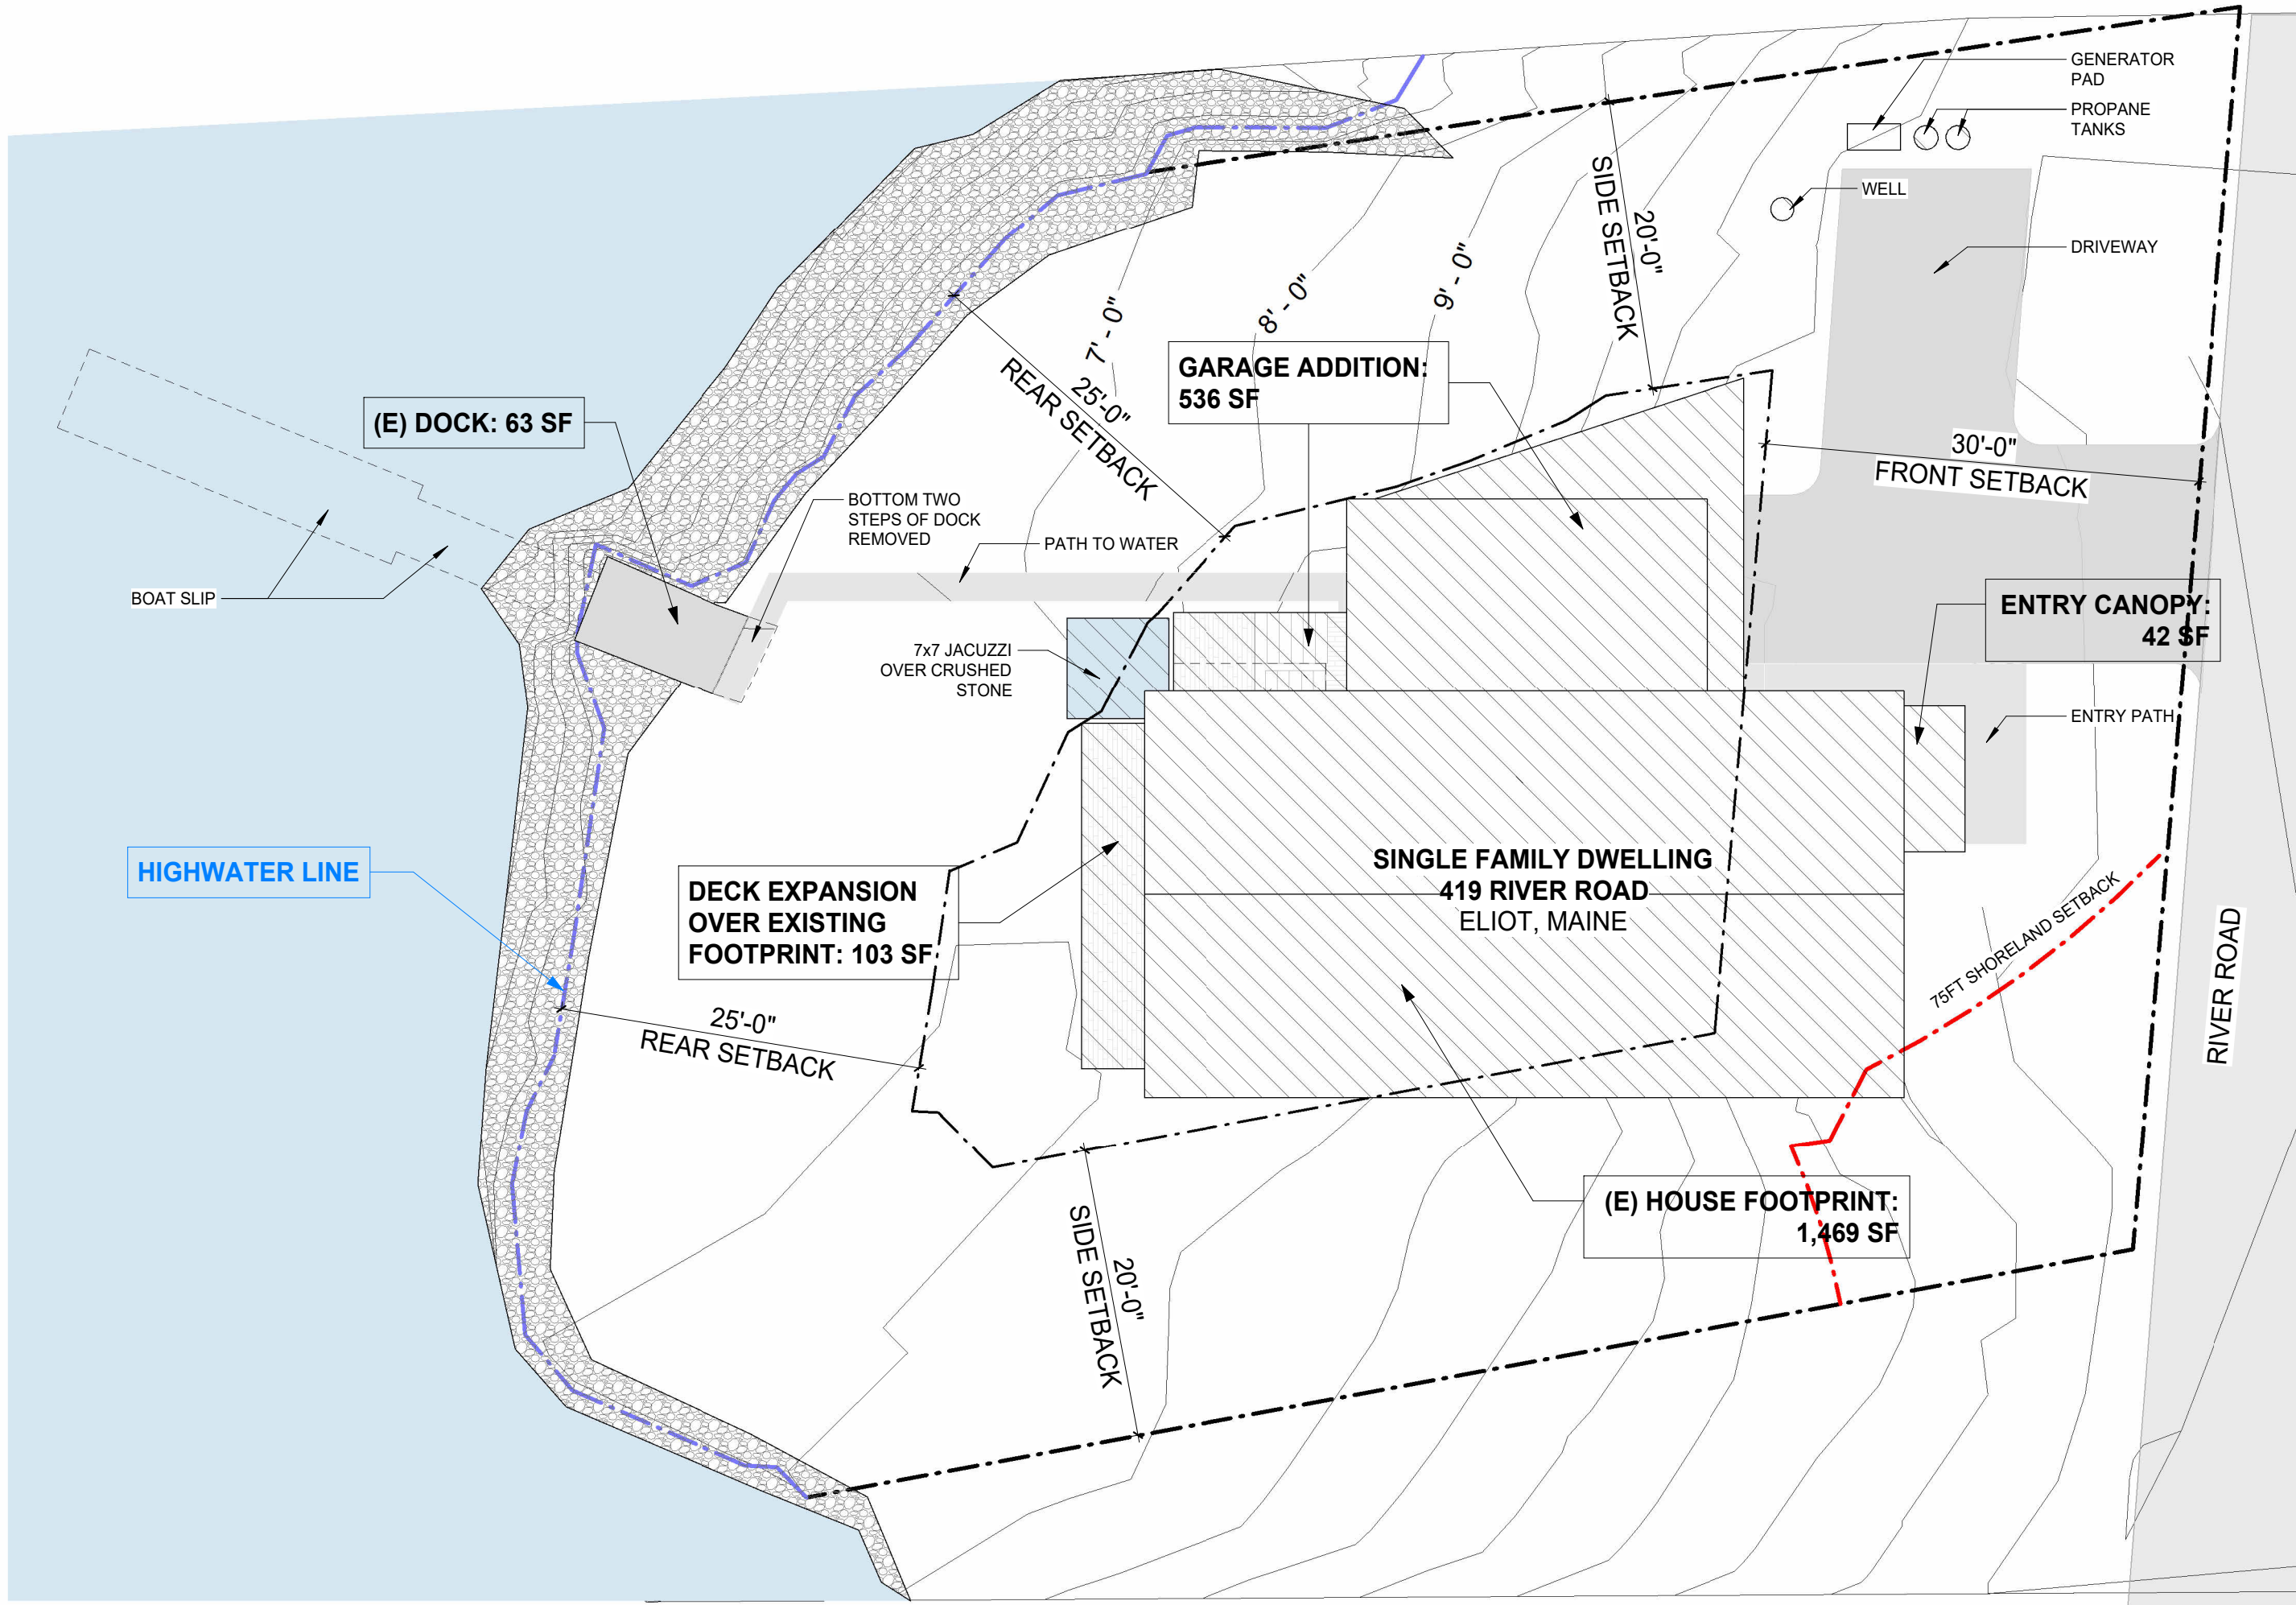 GENERATOR
PAD
PROPANE
TANKS
WELL
DRIVEWAY
SIDE SETBACK
20'-0"
7' - 0"
8' - 0"
9' - 0"
REAR SETBACK
25'-0"
GARAGE ADDITION:
536 SF
(E) DOCK: 63 SF
30'-0"
FRONT SETBACK
BOTTOM TWO
STEPS OF DOCK
REMOVED
PATH TO WATER
BOAT SLIP
ENTRY CANOPY:
42 SF
7x7 JACUZZI
OVER CRUSHED
STONE
ENTRY PATH
HIGHWATER LINE
DECK EXPANSION
OVER EXISTING
FOOTPRINT: 103 SF
SINGLE FAMILY DWELLING
419 RIVER ROAD
ELIOT, MAINE
75FT SHORELAND SETBACK
RIVER ROAD
25'-0"
REAR SETBACK
(E) HOUSE FOOTPRINT:
1,469 SF
SIDE SETBACK
20'-0"